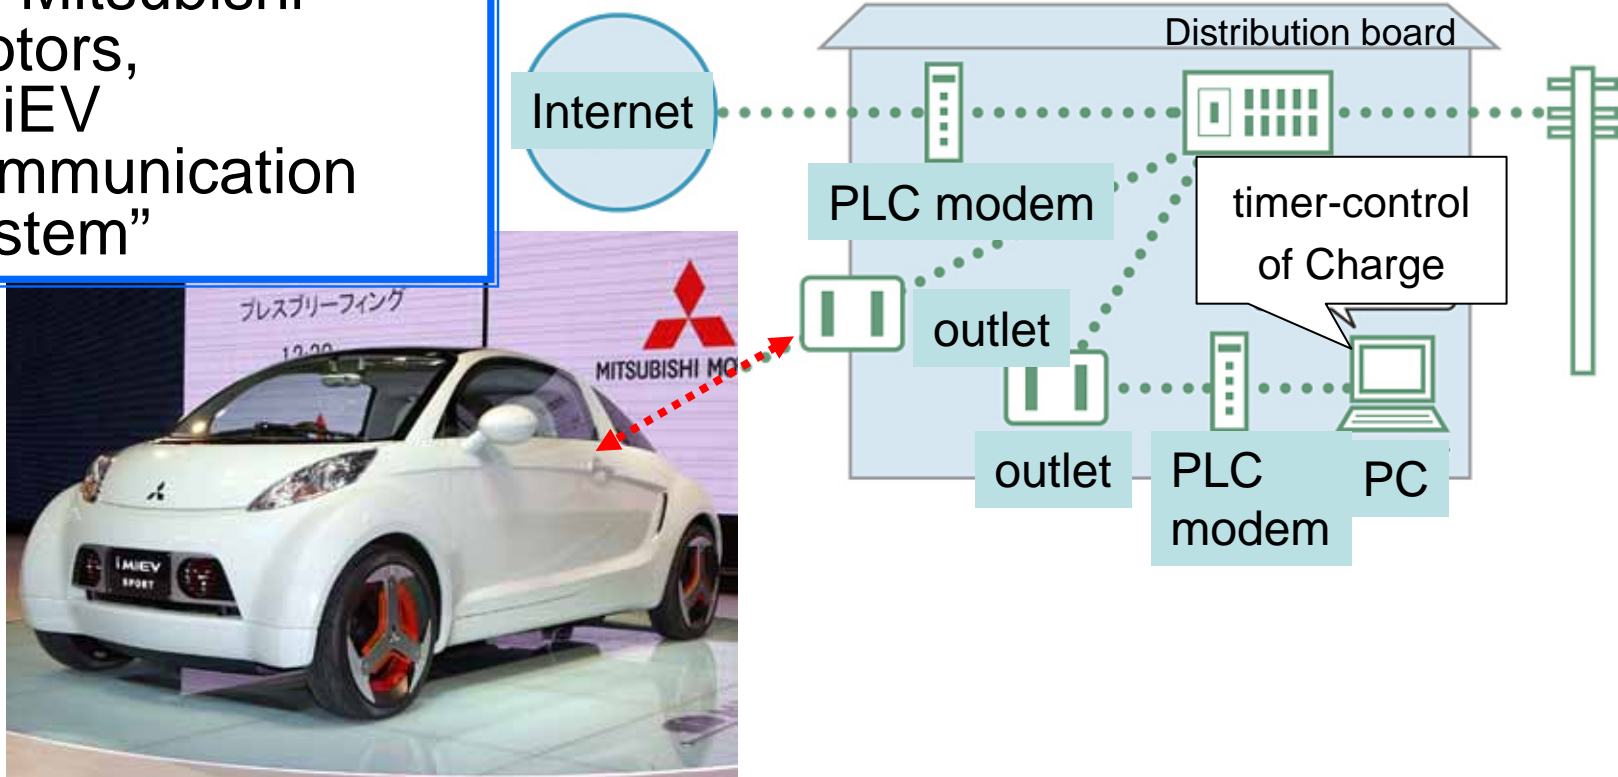 Mitsubishi
otors,
iEV
mmunication
stem”
Internet
Distribution board
PLC modem
timer-control
of Charge
outlet
outlet
PLC
modem
PC
プレスブリーフィング
MITSUBISHI MO
i MiEV
SPORT